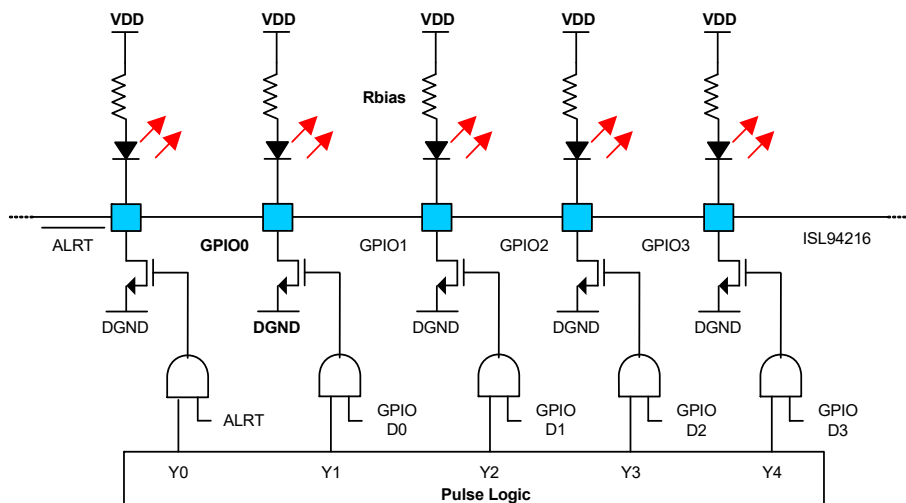 VDD VDD VDD VDD VDD
Rbias
ALRT GPIO0 GPIO1 GPIO2 GPIO3 ISL94216
DGND DGND DGND DGND DGND
ALRT GPIO D0 GPIO D1 GPIO D2 GPIO D3
Y0 Y1 Y2 Y3 Y4
Pulse Logic